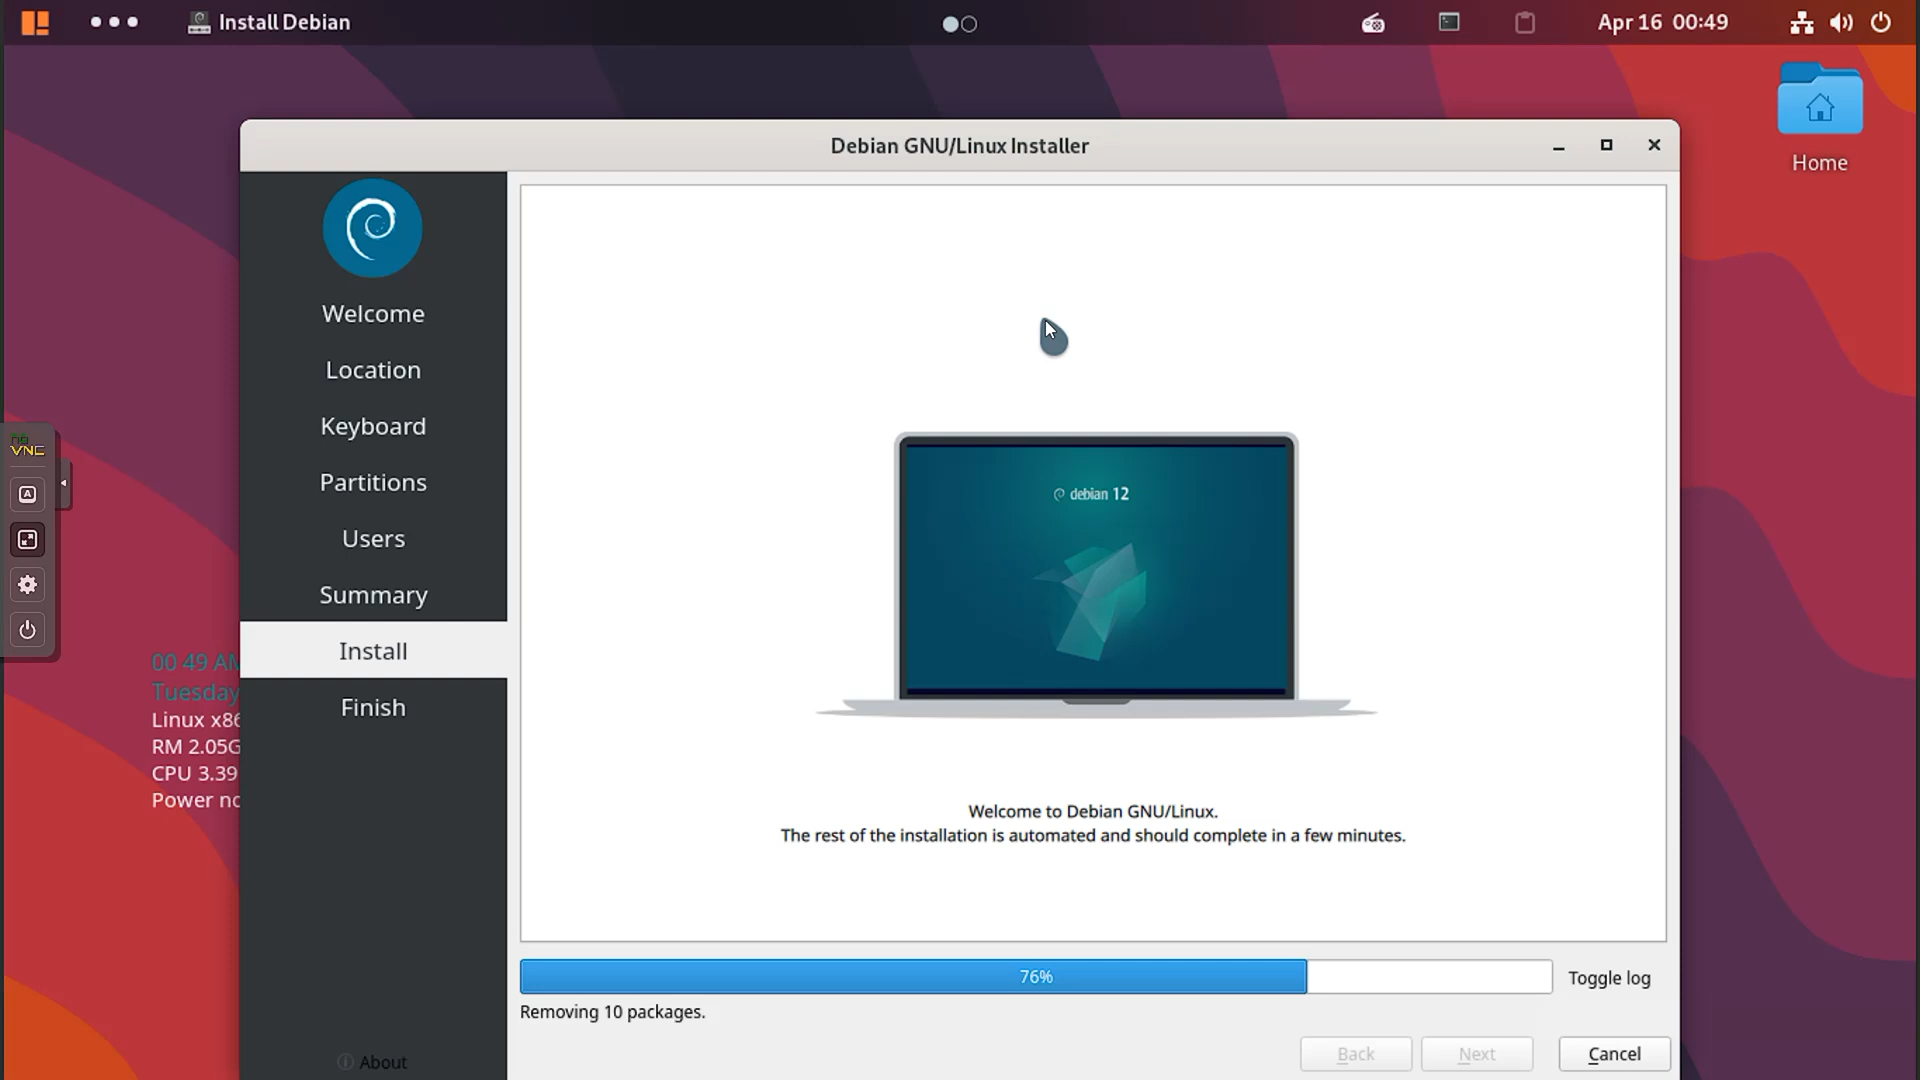 Install Debian
Apr 16 00:49
Home
Debian GNU/Linux Installer
Welcome
Location
Keyboard
Partitions
Users
Summary
Install
Finish
About
no
VNC
A
00 49 AM
Tuesday
Linux x86
RM 2.05G
CPU 3.39
Power no
debian 12
Welcome to Debian GNU/Linux.
The rest of the installation is automated and should complete in a few minutes.
76%
Toggle log
Removing 10 packages.
Back
Next
Cancel